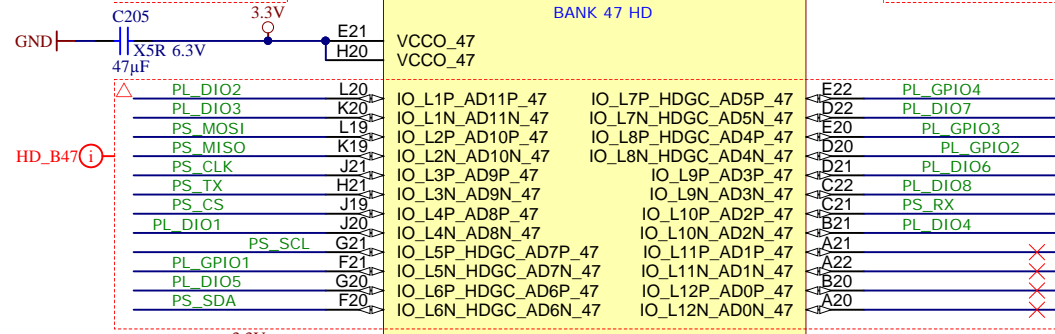 BANK 47 HD
C205
3.3V
GND
X5R 6.3V
47µF
E21 VCCO_47
H20 VCCO_47
PL_DIO2 L20 IO_L1P_AD11P_47 IO_L7P_HDGC_AD5P_47 E22 PL_GPIO4
PL_DIO3 K20 IO_L1N_AD11N_47 IO_L7N_HDGC_AD5N_47 D22 PL_DIO7
PS_MOSI L19 IO_L2P_AD10P_47 IO_L8P_HDGC_AD4P_47 E20 PL_GPIO3
HD_B47 i PS_MISO K19 IO_L2N_AD10N_47 IO_L8N_HDGC_AD4N_47 D20 PL_GPIO2
PS_CLK J21 IO_L3P_AD9P_47 IO_L9P_AD3P_47 D21 PL_DIO6
PS_TX H21 IO_L3N_AD9N_47 IO_L9N_AD3N_47 C22 PL_DIO8
PS_CS J19 IO_L4P_AD8P_47 IO_L10P_AD2P_47 C21 PS_RX
PL_DIO1 J20 IO_L4N_AD8N_47 IO_L10N_AD2N_47 B21 PL_DIO4
PS_SCL G21 IO_L5P_HDGC_AD7P_47 IO_L11P_AD1P_47 A21
PL_GPIO1 F21 IO_L5N_HDGC_AD7N_47 IO_L11N_AD1N_47 A22
PL_DIO5 G20 IO_L6P_HDGC_AD6P_47 IO_L12P_AD0P_47 B20
PS_SDA F20 IO_L6N_HDGC_AD6N_47 IO_L12N_AD0N_47 A20